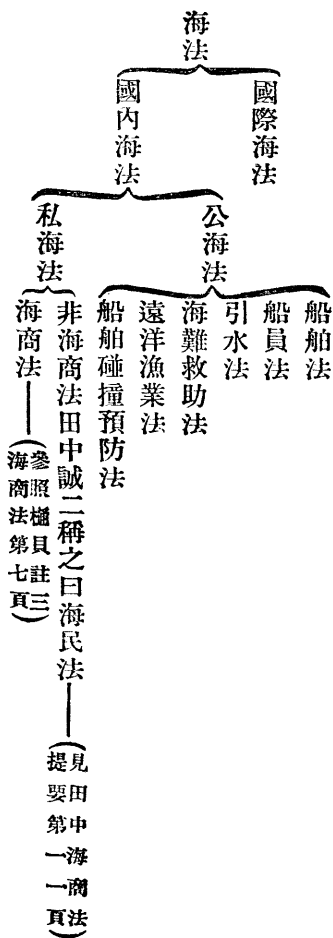 海法
國際海法
國內海法
公海法
私海法
船舶法
船員法
引水法
海難救助法
遠洋漁業法
船舶碰撞預防法
非海商法田中誠二稱之曰海民法
(見田中海商法
提要第一一頁)
海商法
(參照樋貝註三
海商法第七頁)